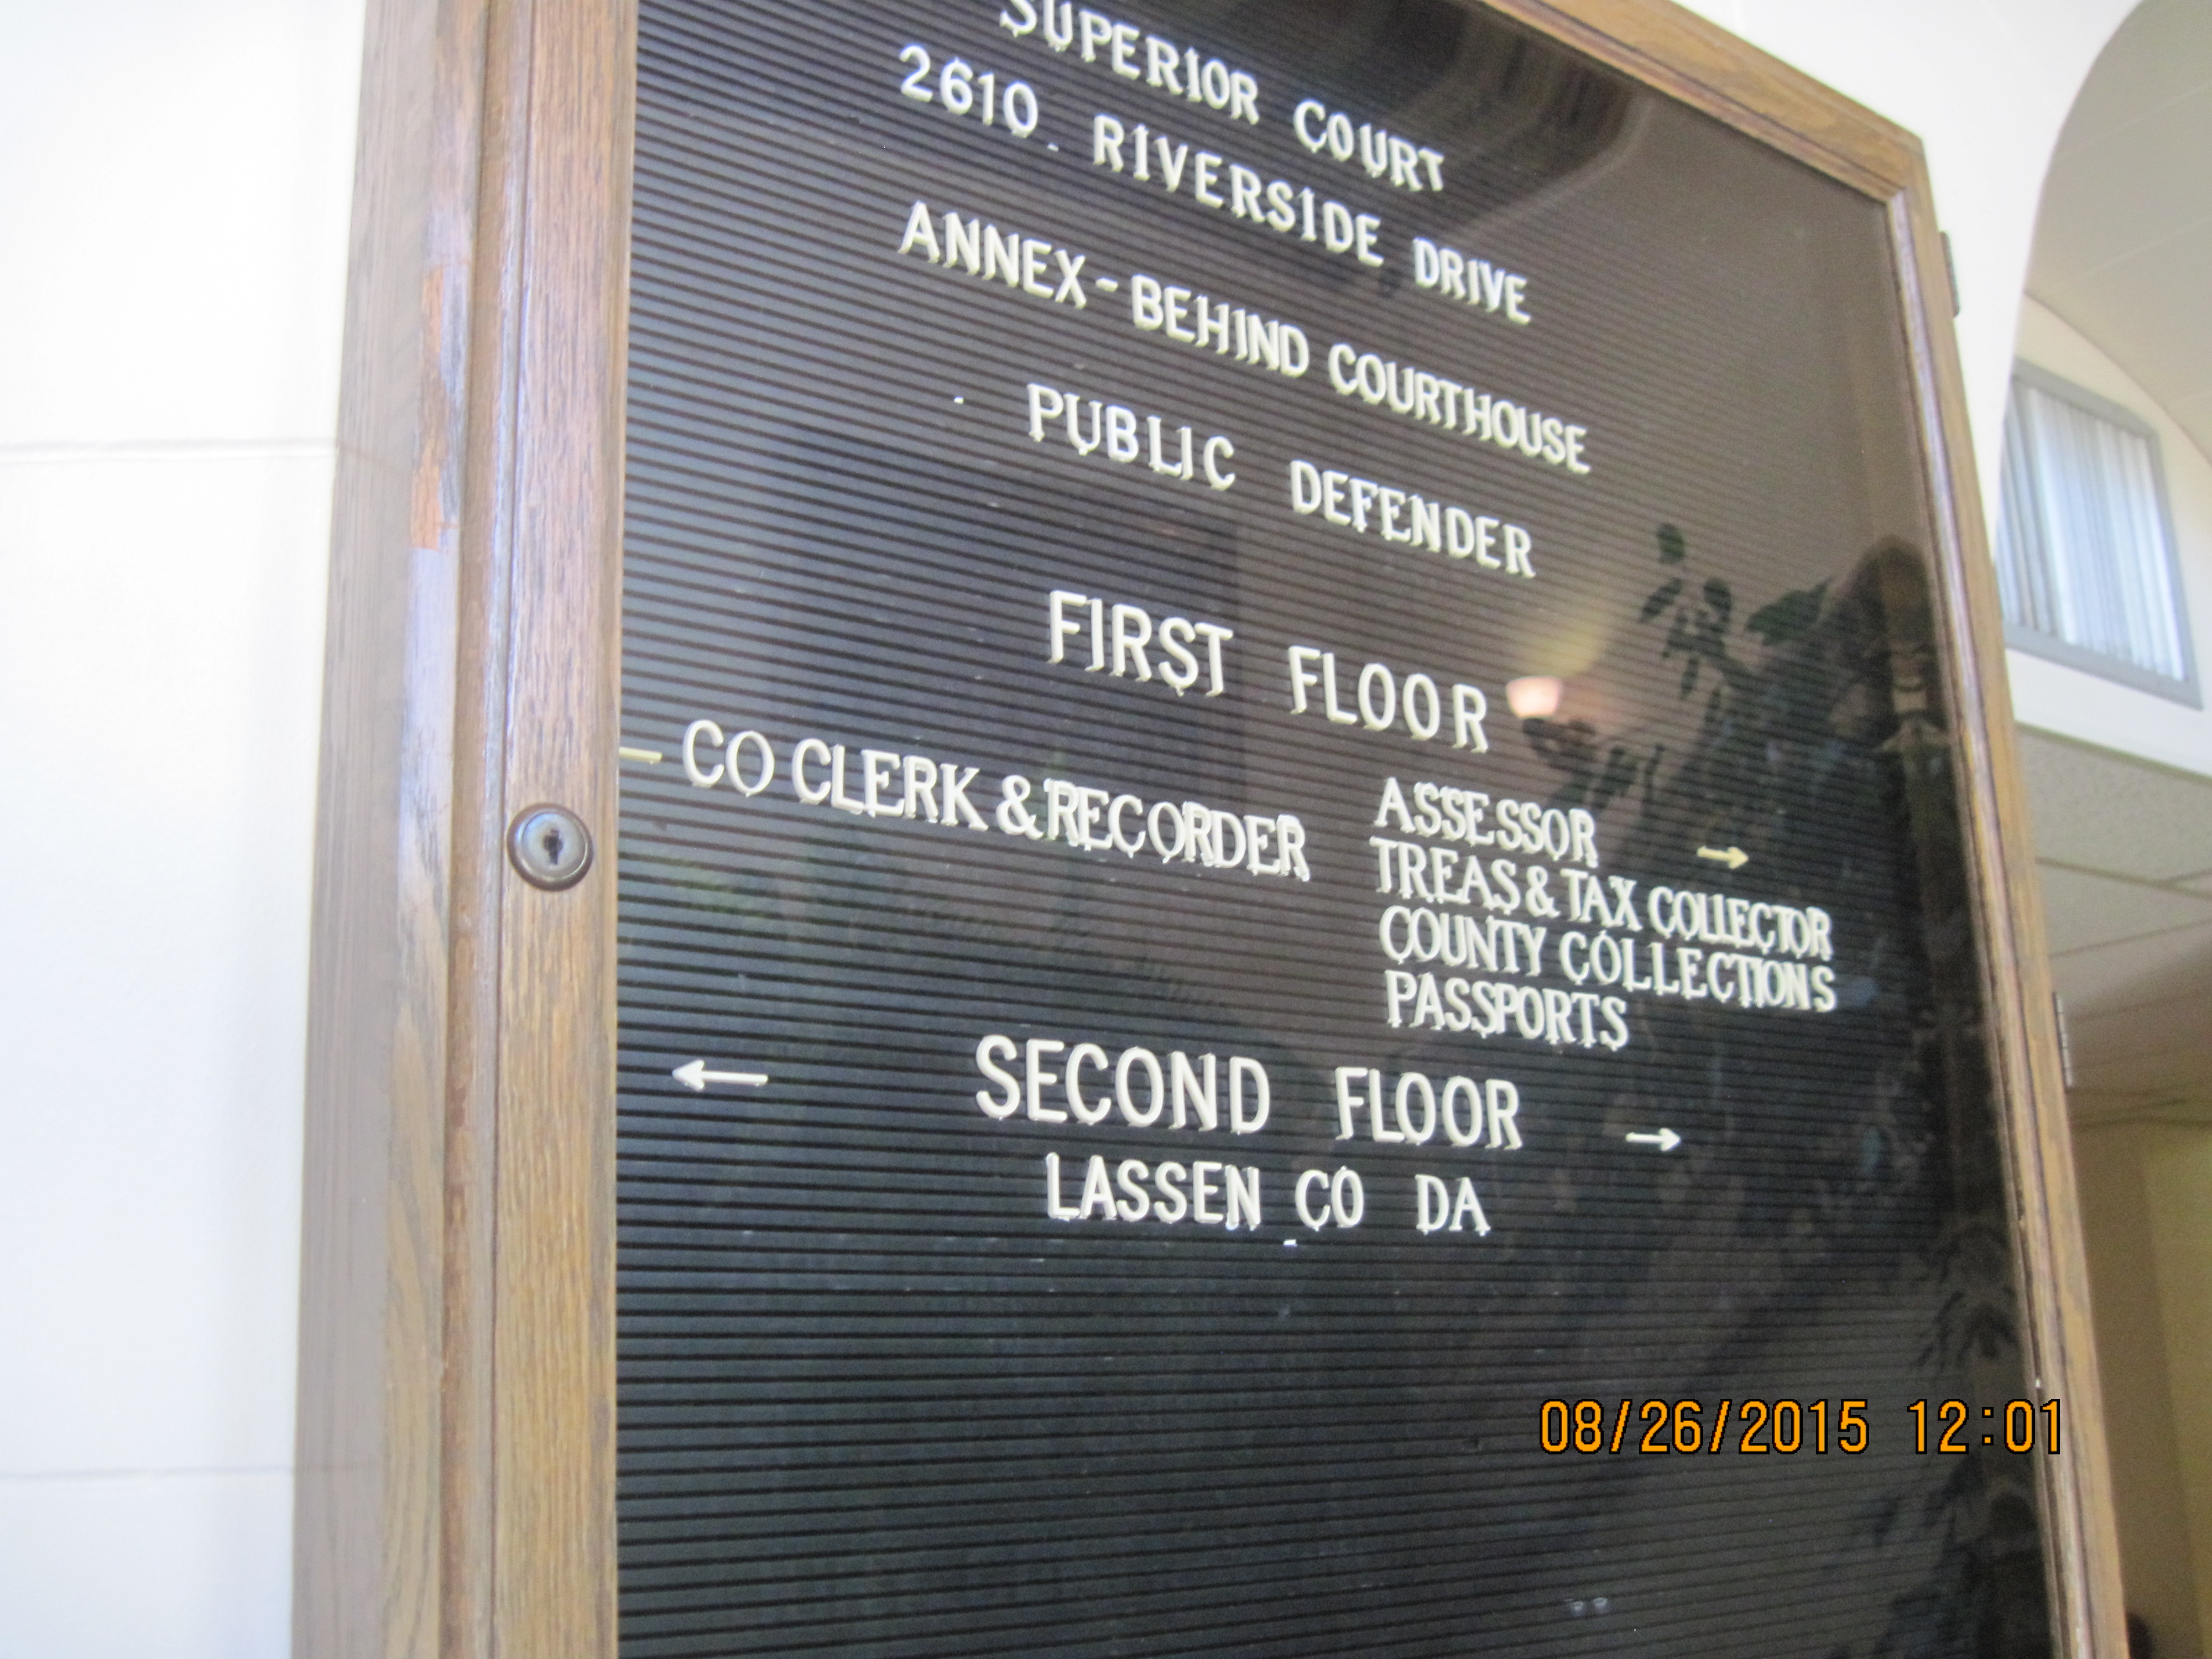 SUPERIOR COURT
2610 RIVERSIDE DRIVE
ANNEX - BEHIND COURTHOUSE
PUBLIC DEFENDER
FIRST FLOOR
CO CLERK & RECORDER
ASSESSOR →
TREAS & TAX COLLECTOR
COUNTY COLLECTIONS
PASSPORTS
← SECOND FLOOR →
LASSEN CO DA
08/26/2015 12:01